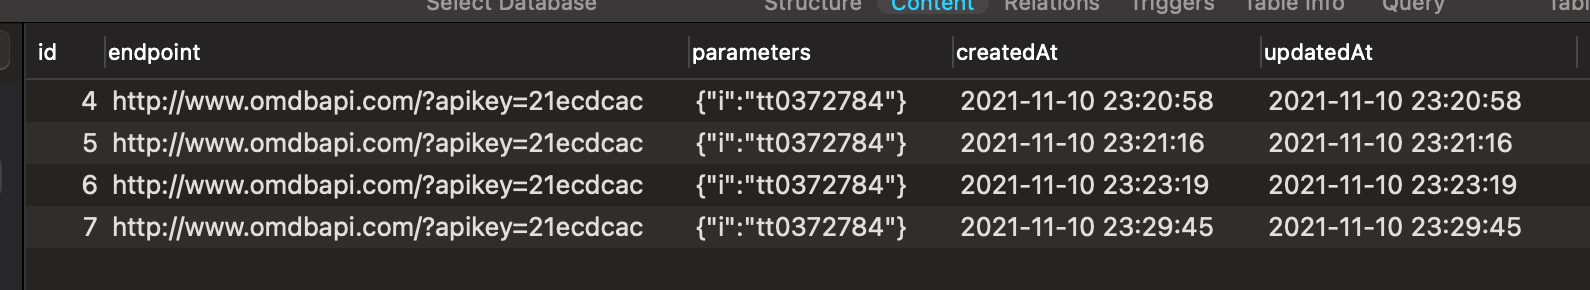 Select Database Structure Content Relations Triggers Table Info Query
id endpoint parameters createdAt updatedAt
4 http://www.omdbapi.com/?apikey=21ecdcac {"i":"tt0372784"} 2021-11-10 23:20:58 2021-11-10 23:20:58
5 http://www.omdbapi.com/?apikey=21ecdcac {"i":"tt0372784"} 2021-11-10 23:21:16 2021-11-10 23:21:16
6 http://www.omdbapi.com/?apikey=21ecdcac {"i":"tt0372784"} 2021-11-10 23:23:19 2021-11-10 23:23:19
7 http://www.omdbapi.com/?apikey=21ecdcac {"i":"tt0372784"} 2021-11-10 23:29:45 2021-11-10 23:29:45